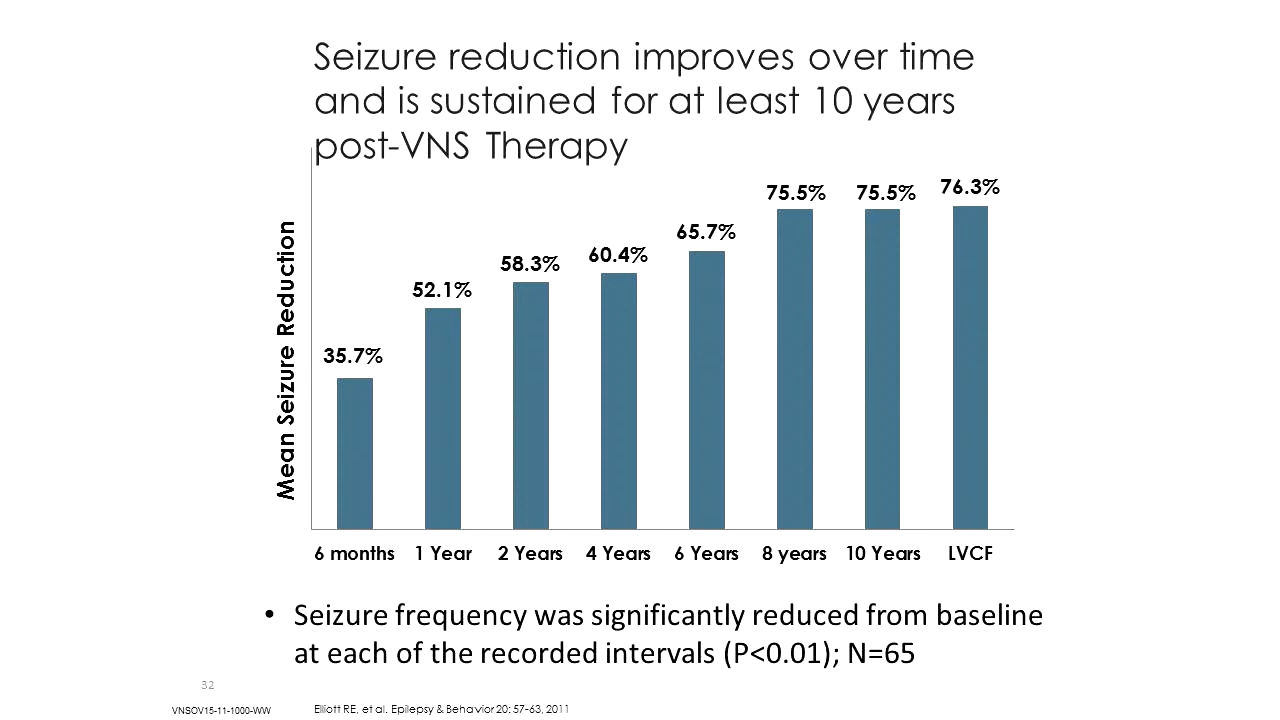 Seizure reduction improves over time
and is sustained for at least 10 years
post-VNS Therapy
Mean Seizure Reduction
35.7%
52.1%
58.3%
60.4%
65.7%
75.5%
75.5%
76.3%
6 months
1 Year
2 Years
4 Years
6 Years
8 years
10 Years
LVCF
• Seizure frequency was significantly reduced from baseline
at each of the recorded intervals (P<0.01); N=65
32
VNSOV15-11-1000-WW
Elliott RE, et al. Epilepsy & Behavior 20: 57-63, 2011